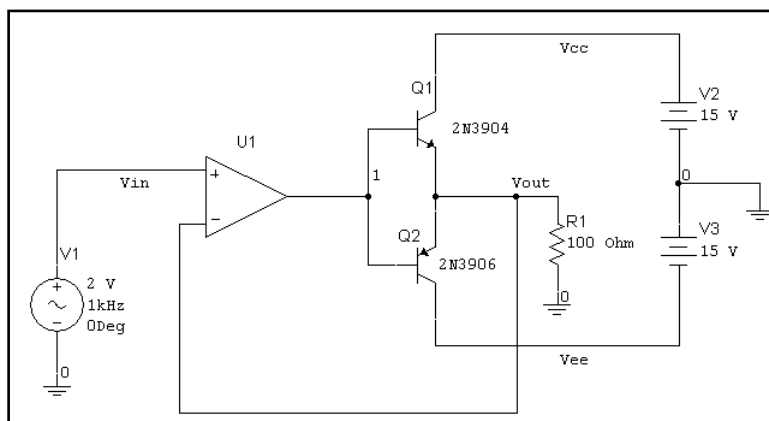 Vcc
Q1
V2
15 V
2N3904
U1
+
1
0
Vin
Vout
−
V3
15 V
R1
100 Ohm
Q2
2N3906
V1
+
2 V
1kHz
0Deg
−
0
Vee
0